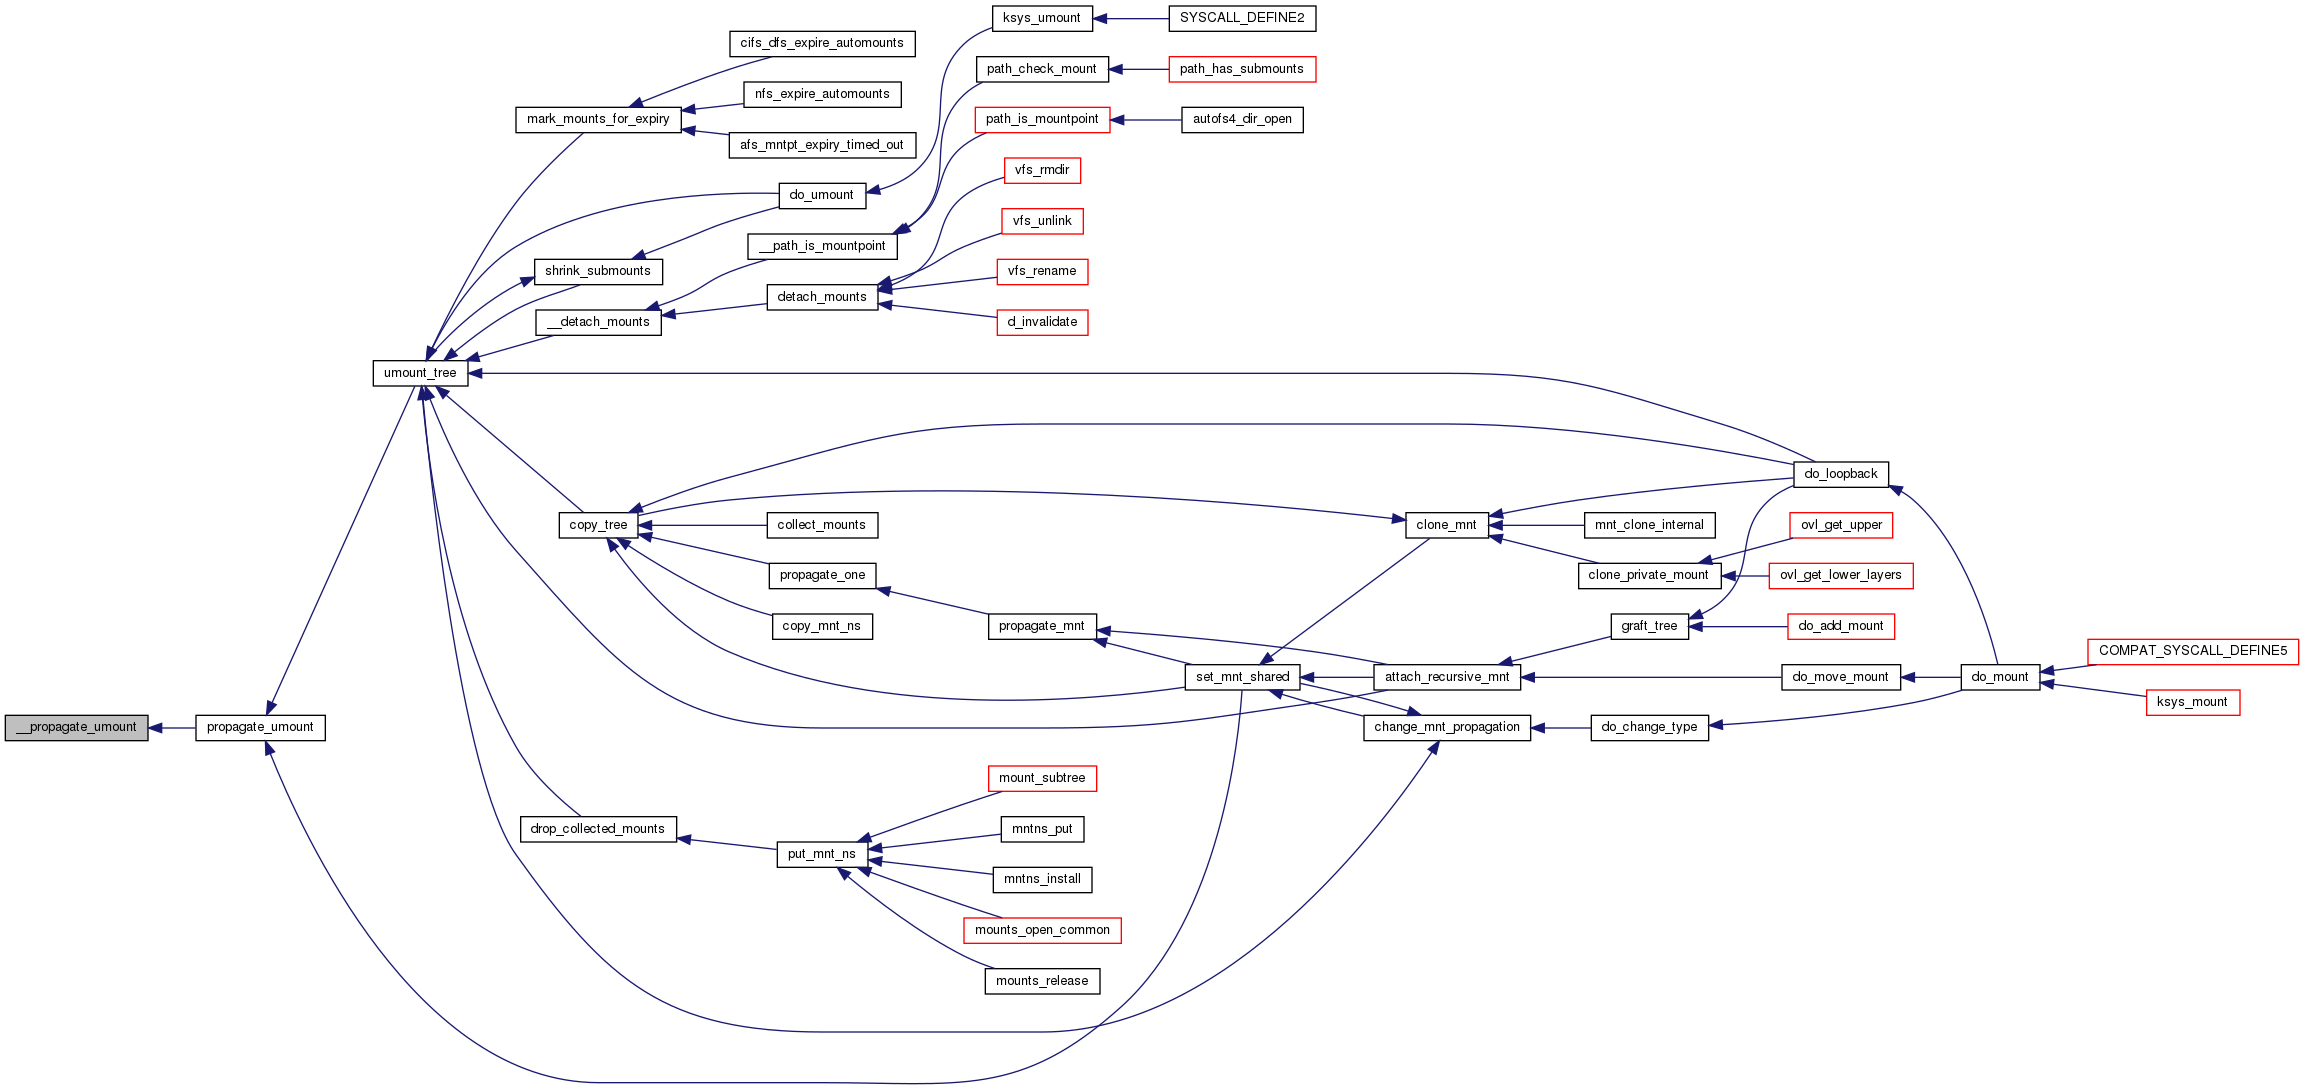 ksys_umount
SYSCALL_DEFINE2
cifs_dfs_expire_automounts
path_check_mount
path_has_submounts
nfs_expire_automounts
mark_mounts_for_expiry
path_is_mountpoint
autofs4_dir_open
afs_mntpt_expiry_timed_out
vfs_rmdir
do_umount
vfs_unlink
__path_is_mountpoint
shrink_submounts
vfs_rename
detach_mounts
__detach_mounts
d_invalidate
umount_tree
do_loopback
copy_tree
collect_mounts
clone_mnt
mnt_clone_internal
ovl_get_upper
propagate_one
clone_private_mount
ovl_get_lower_layers
copy_mnt_ns
propagate_mnt
graft_tree
do_add_mount
COMPAT_SYSCALL_DEFINE5
set_mnt_shared
attach_recursive_mnt
do_move_mount
do_mount
ksys_mount
__propagate_umount
propagate_umount
change_mnt_propagation
do_change_type
mount_subtree
drop_collected_mounts
mntns_put
put_mnt_ns
mntns_install
mounts_open_common
mounts_release